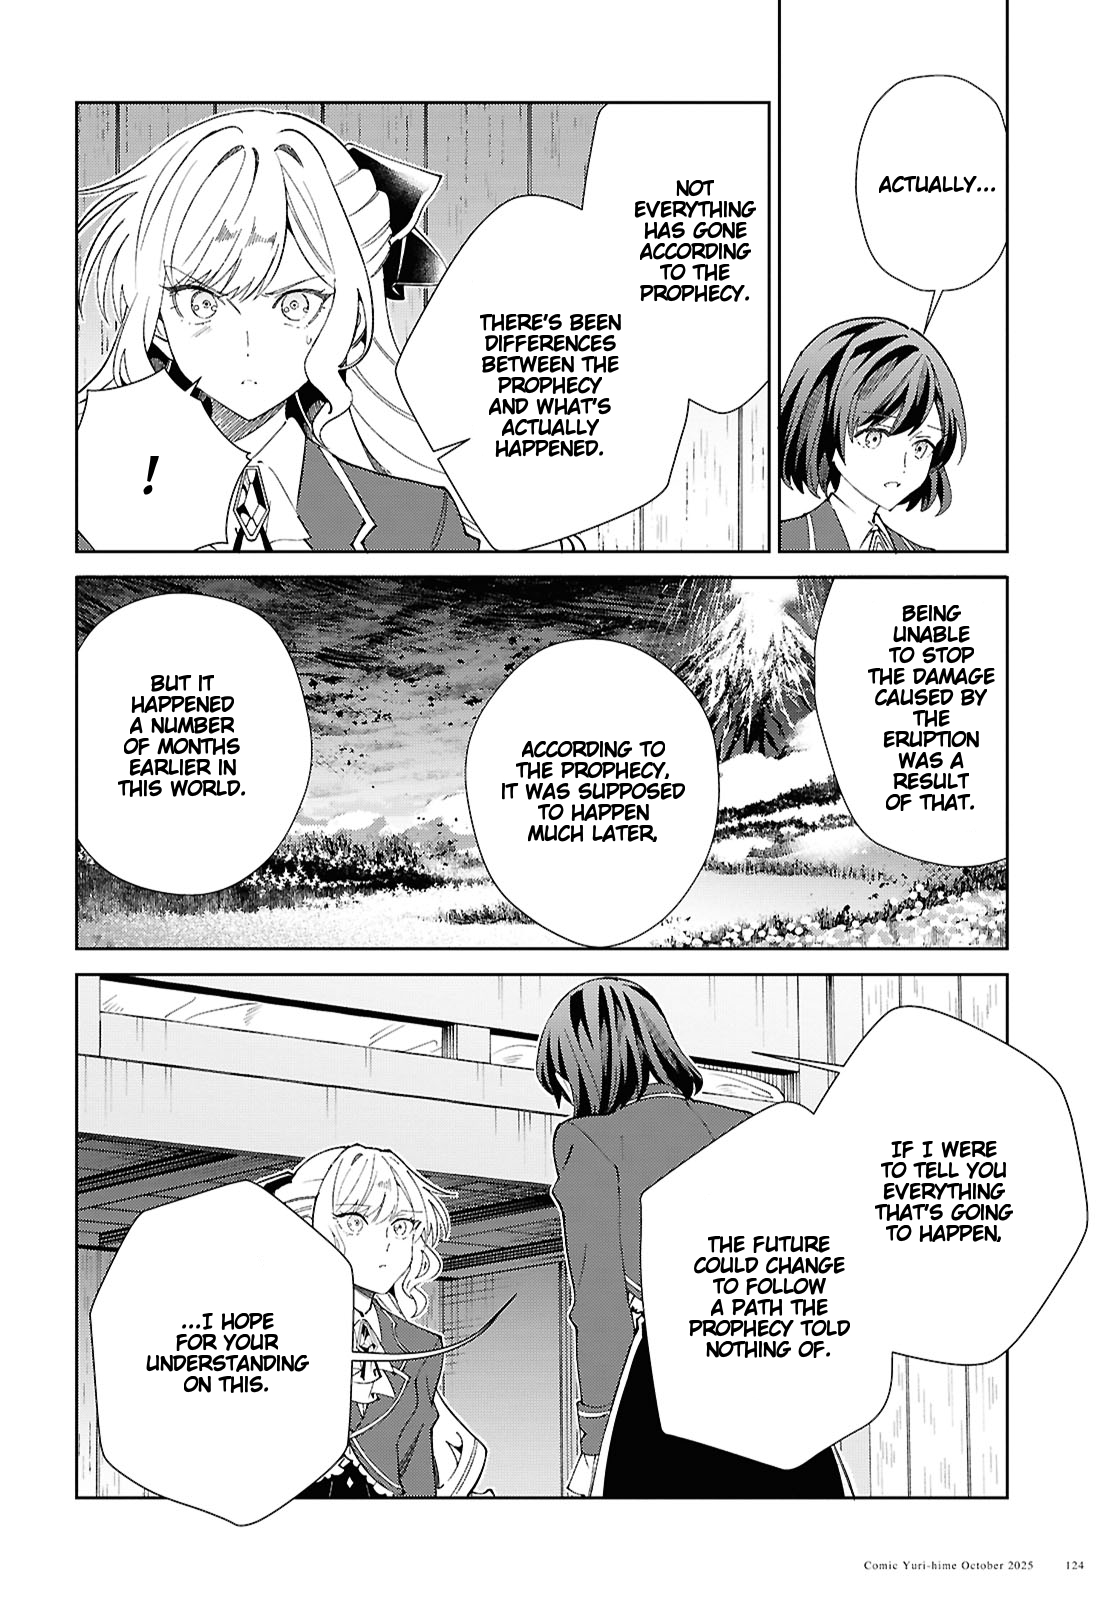 ACTUALLY...
NOT
EVERYTHING
HAS GONE
ACCORDING
TO THE
PROPHECY.
THERE'S BEEN
DIFFERENCES
BETWEEN THE
PROPHECY
AND WHAT'S
ACTUALLY
HAPPENED.
!
BEING
UNABLE
TO STOP
THE DAMAGE
CAUSED BY
THE
ERUPTION
WAS A
RESULT
OF THAT.
ACCORDING TO
THE PROPHECY,
IT WAS SUPPOSED
TO HAPPEN
MUCH LATER,
BUT IT
HAPPENED
A NUMBER
OF MONTHS
EARLIER IN
THIS WORLD.
IF I WERE
TO TELL YOU
EVERYTHING
THAT'S GOING
TO HAPPEN,
THE FUTURE
COULD CHANGE
TO FOLLOW
A PATH THE
PROPHECY TOLD
NOTHING OF.
...I HOPE
FOR YOUR
UNDERSTANDING
ON THIS.
Comic Yuri-hime October 2025 124